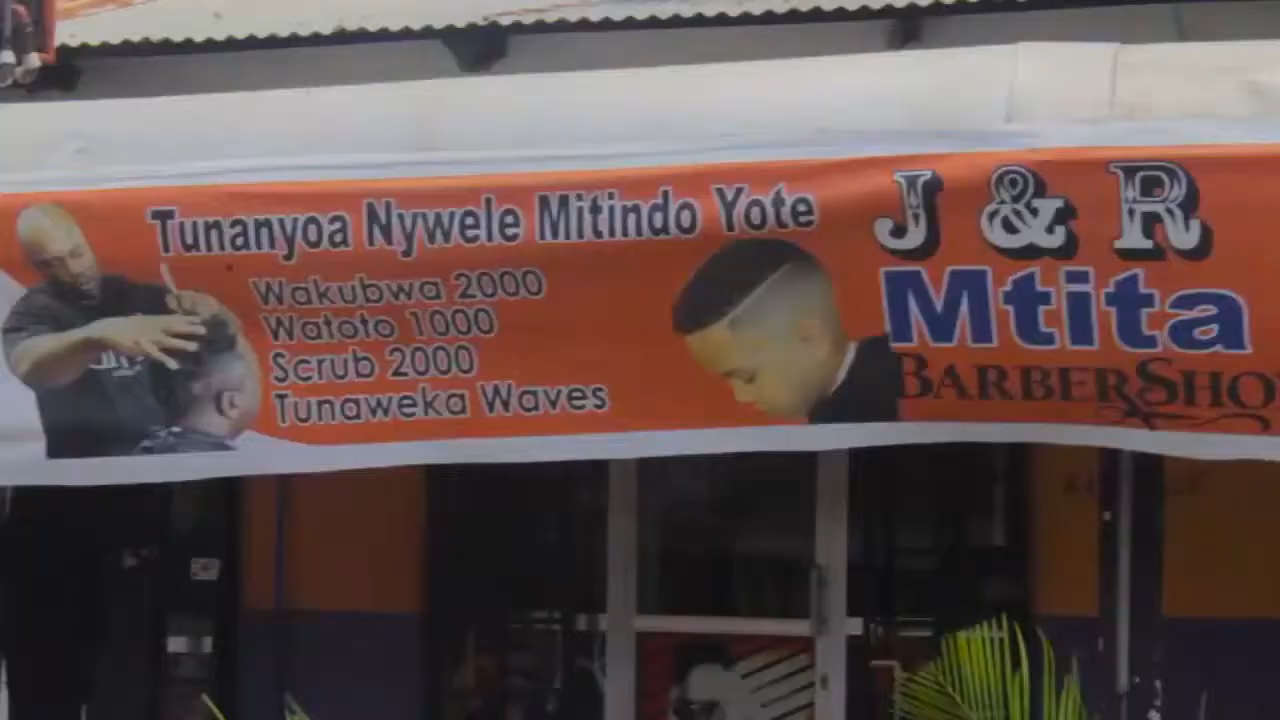 Tunanyoa Nywele Mitindo Yote
Wakubwa 2000
Watoto 1000
Scrub 2000
Tunaweka Waves
J & R
Mtita
BARBERSHO